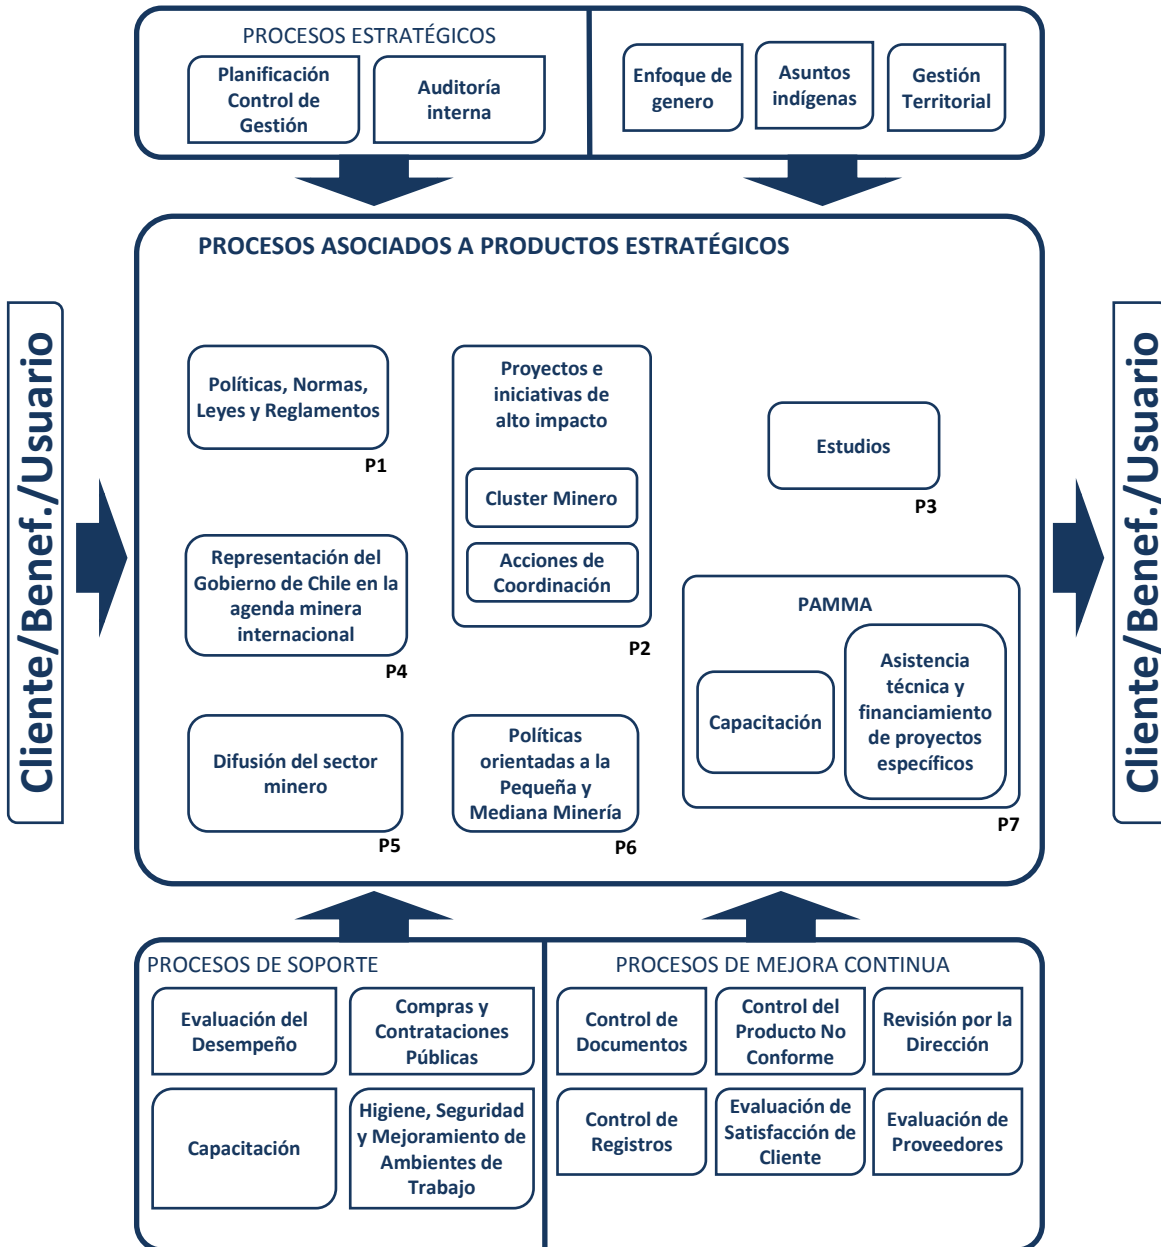 PROCESOS ESTRATÉGICOS
Planificación
Control de
Gestión
Auditoría
interna
Enfoque de
genero
Asuntos
indígenas
Gestión
Territorial
PROCESOS ASOCIADOS A PRODUCTOS ESTRATÉGICOS
Cliente/Benef./Usuario
Políticas, Normas,
Leyes y Reglamentos
P1
Proyectos e
iniciativas de
alto impacto
Cluster Minero
Acciones de
Coordinación
P2
Estudios
P3
Representación del
Gobierno de Chile en la
agenda minera
internacional
P4
Difusión del sector
minero
P5
Políticas
orientadas a la
Pequeña y
Mediana Minería
P6
PAMMA
Capacitación
Asistencia
técnica y
financiamiento
de proyectos
específicos
P7
Cliente/Benef./Usuario
PROCESOS DE SOPORTE
Evaluación del
Desempeño
Compras y
Contrataciones
Públicas
Capacitación
Higiene, Seguridad
y Mejoramiento de
Ambientes de
Trabajo
PROCESOS DE MEJORA CONTINUA
Control de
Documentos
Control del
Producto No
Conforme
Revisión por la
Dirección
Control de
Registros
Evaluación de
Satisfacción de
Cliente
Evaluación de
Proveedores